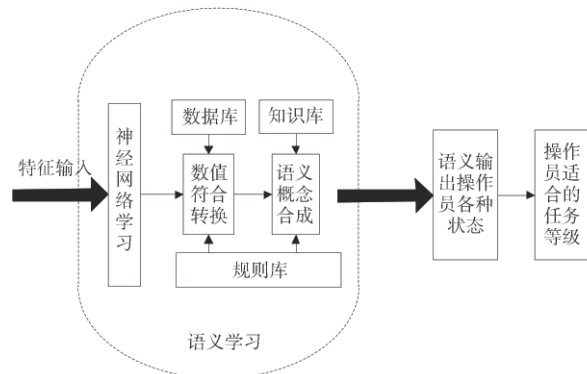 特征输入
神
经
网
络
学
习
数据库
知识库
数值
符合
转换
语义
概念
合成
规则库
语义学习
语义输
出操作
员各种
状态
操作
员适
合的
任务
等级